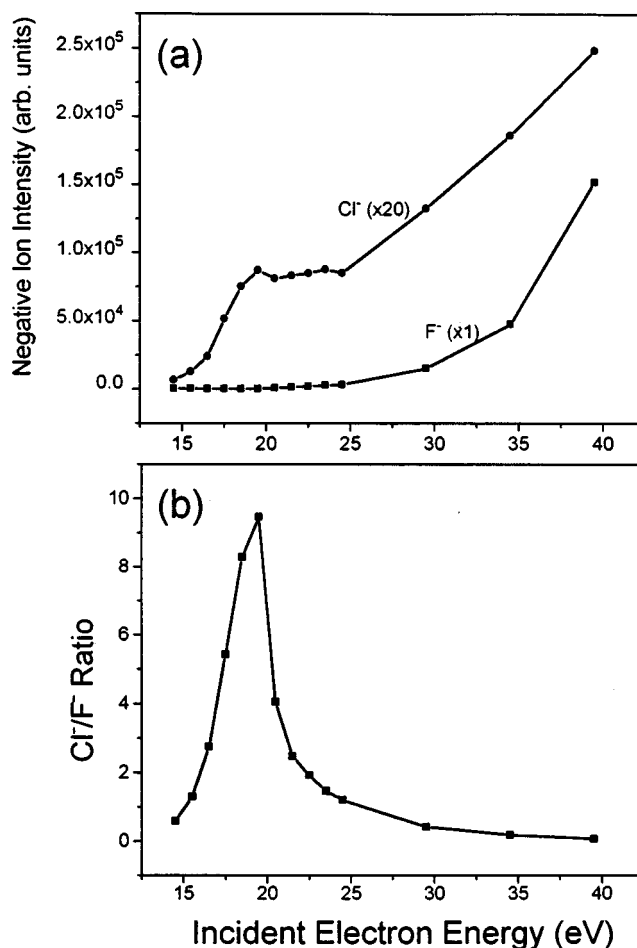 (a)
Negative Ion Intensity (arb. units)
2.5x10⁵
2.0x10⁵
1.5x10⁵
1.0x10⁵
5.0x10⁴
0.0
Cl⁻ (x20)
F⁻ (x1)
15 20 25 30 35 40
(b)
Cl⁻/F⁻ Ratio
10
8
6
4
2
0
15 20 25 30 35 40
Incident Electron Energy (eV)